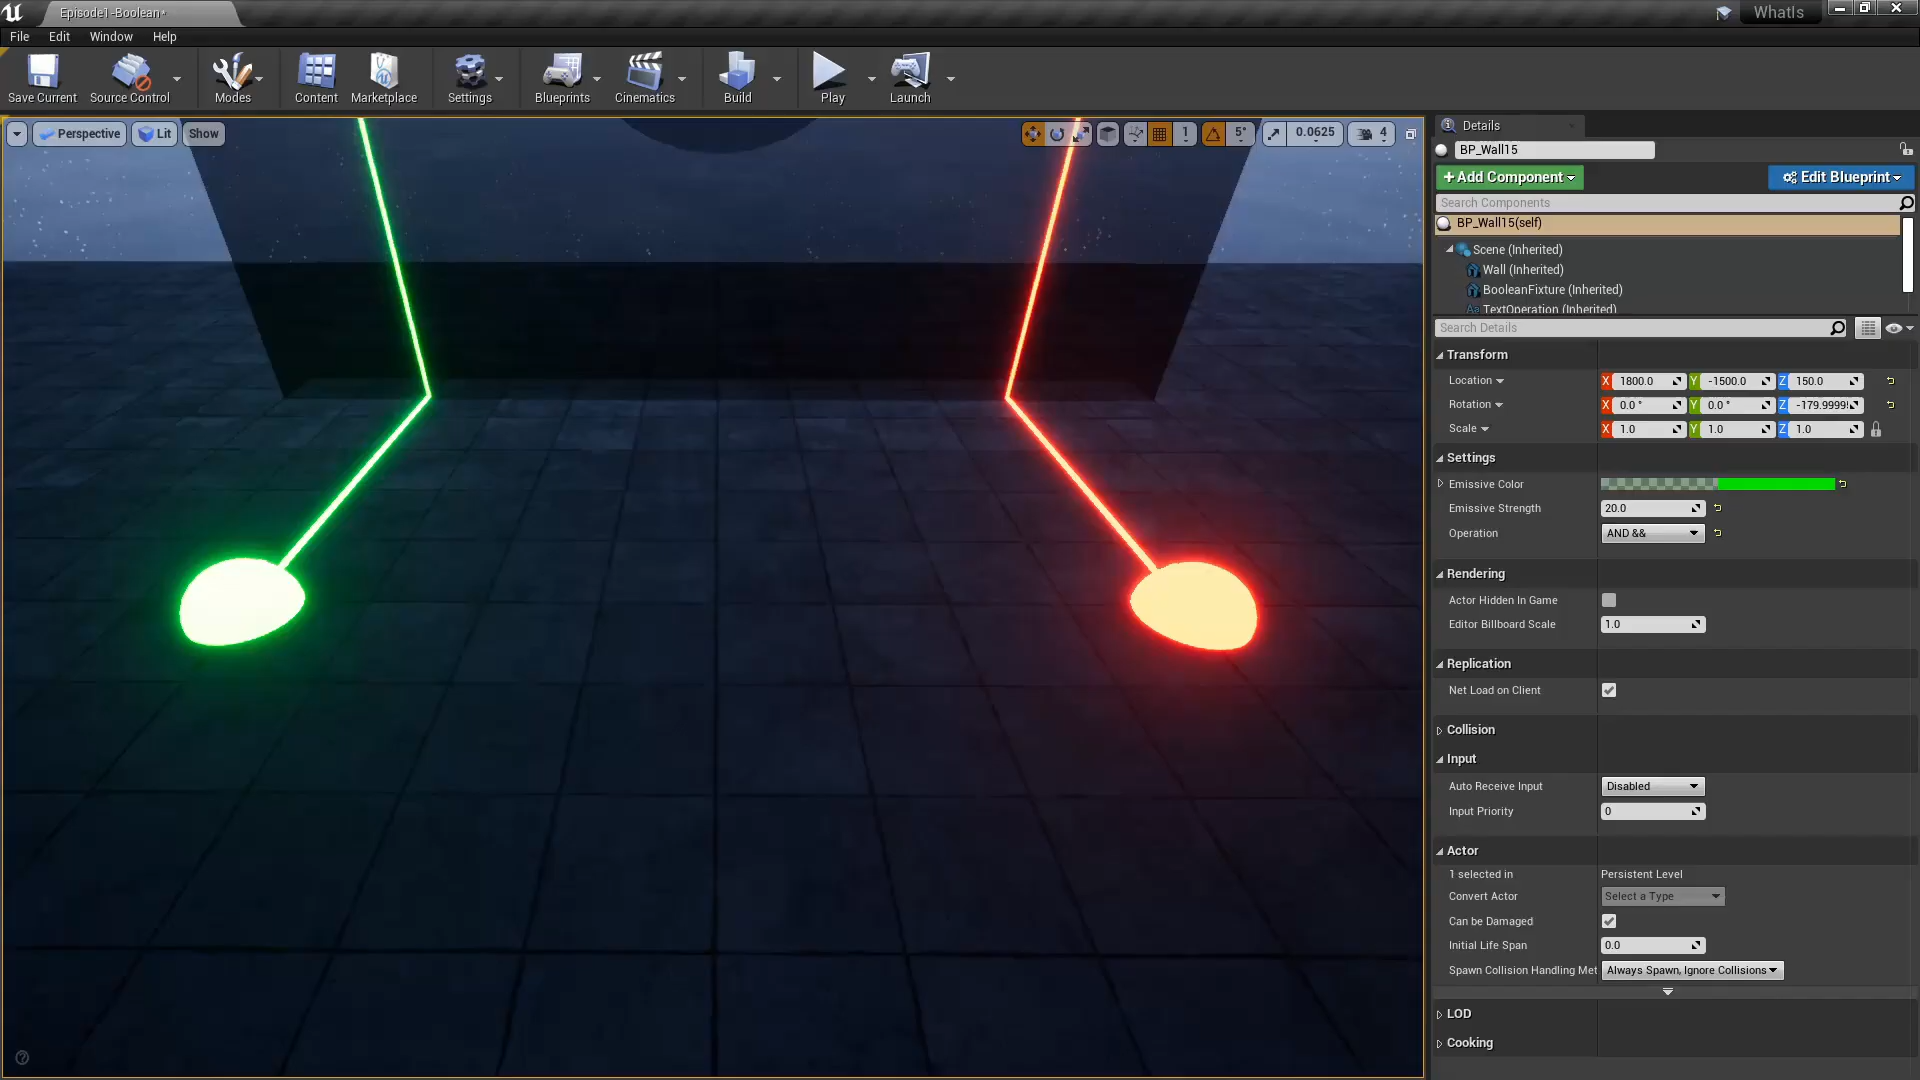 Episode1-Boolean*
WhatIs
File Edit Window Help
Save Current Source Control Modes Content Marketplace Settings Blueprints Cinematics Build Play Launch
Perspective Lit Show 1 5° 0.0625 4
Details
BP_Wall15
+Add Component Edit Blueprint
Search Components
BP_Wall15(self)
Scene (Inherited)
Wall (Inherited)
BooleanFixture (Inherited)
TextOperation (Inherited)
Search Details
Transform
Location X 1800.0 Y -1500.0 Z 150.0
Rotation X 0.0 ° Y 0.0 ° Z -179.9999
Scale X 1.0 Y 1.0 Z 1.0
Settings
Emissive Color
Emissive Strength 20.0
Operation AND &&
Rendering
Actor Hidden In Game
Editor Billboard Scale 1.0
Replication
Net Load on Client
Collision
Input
Auto Receive Input Disabled
Input Priority 0
Actor
1 selected in Persistent Level
Convert Actor Select a Type
Can be Damaged
Initial Life Span 0.0
Spawn Collision Handling Met Always Spawn, Ignore Collisions
LOD
Cooking